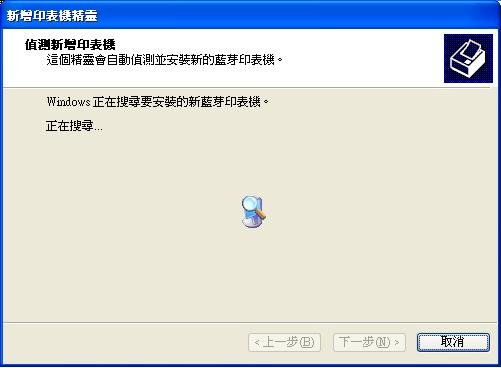 新增印表機精靈
偵測新增印表機
這個精靈會自動偵測並安裝新的藍芽印表機。
Windows 正在搜尋要安裝的新藍芽印表機。
正在搜尋...
< 上一步(B) 下一步(N) > 取消